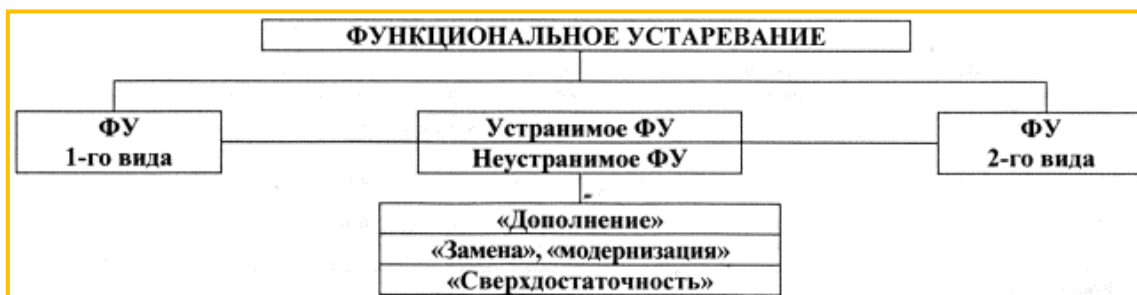 ФУНКЦИОНАЛЬНОЕ УСТАРЕВАНИЕ
ФУ
1-го вида
Устранимое ФУ
Неустранимое ФУ
ФУ
2-го вида
«Дополнение»
«Замена», «модернизация»
«Сверхдостаточность»